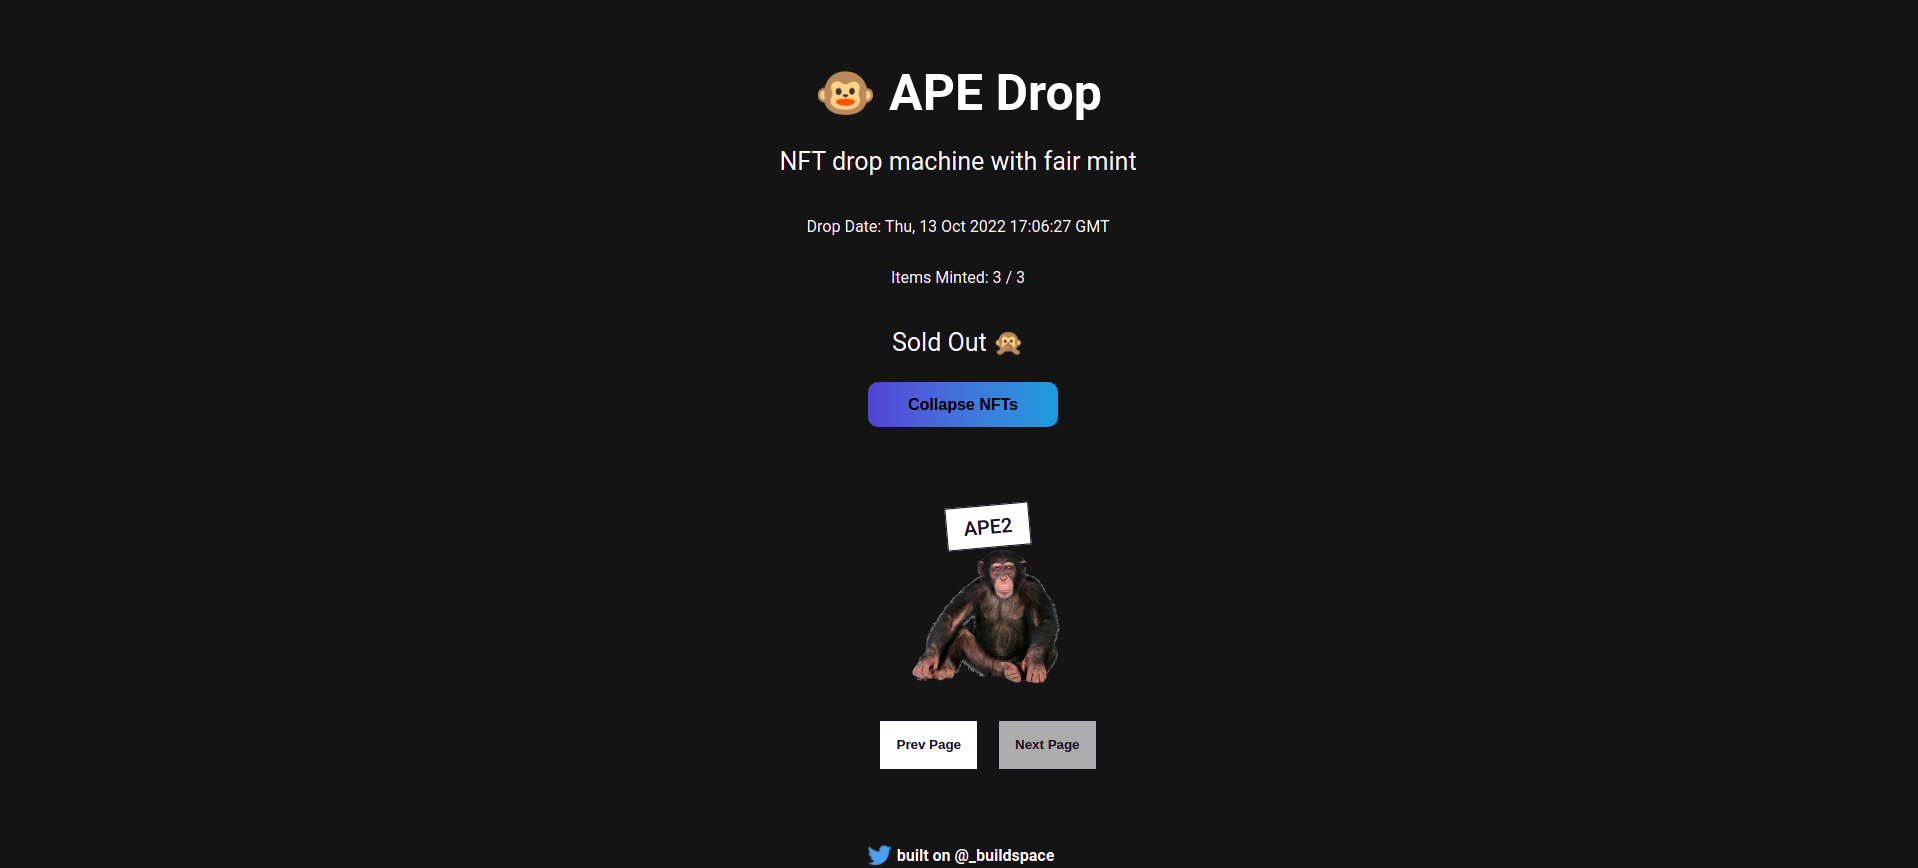 APE Drop
NFT drop machine with fair mint
Drop Date: Thu, 13 Oct 2022 17:06:27 GMT
Items Minted: 3 / 3
Sold Out
Collapse NFTs
APE2
Prev Page
Next Page
built on @_buildspace